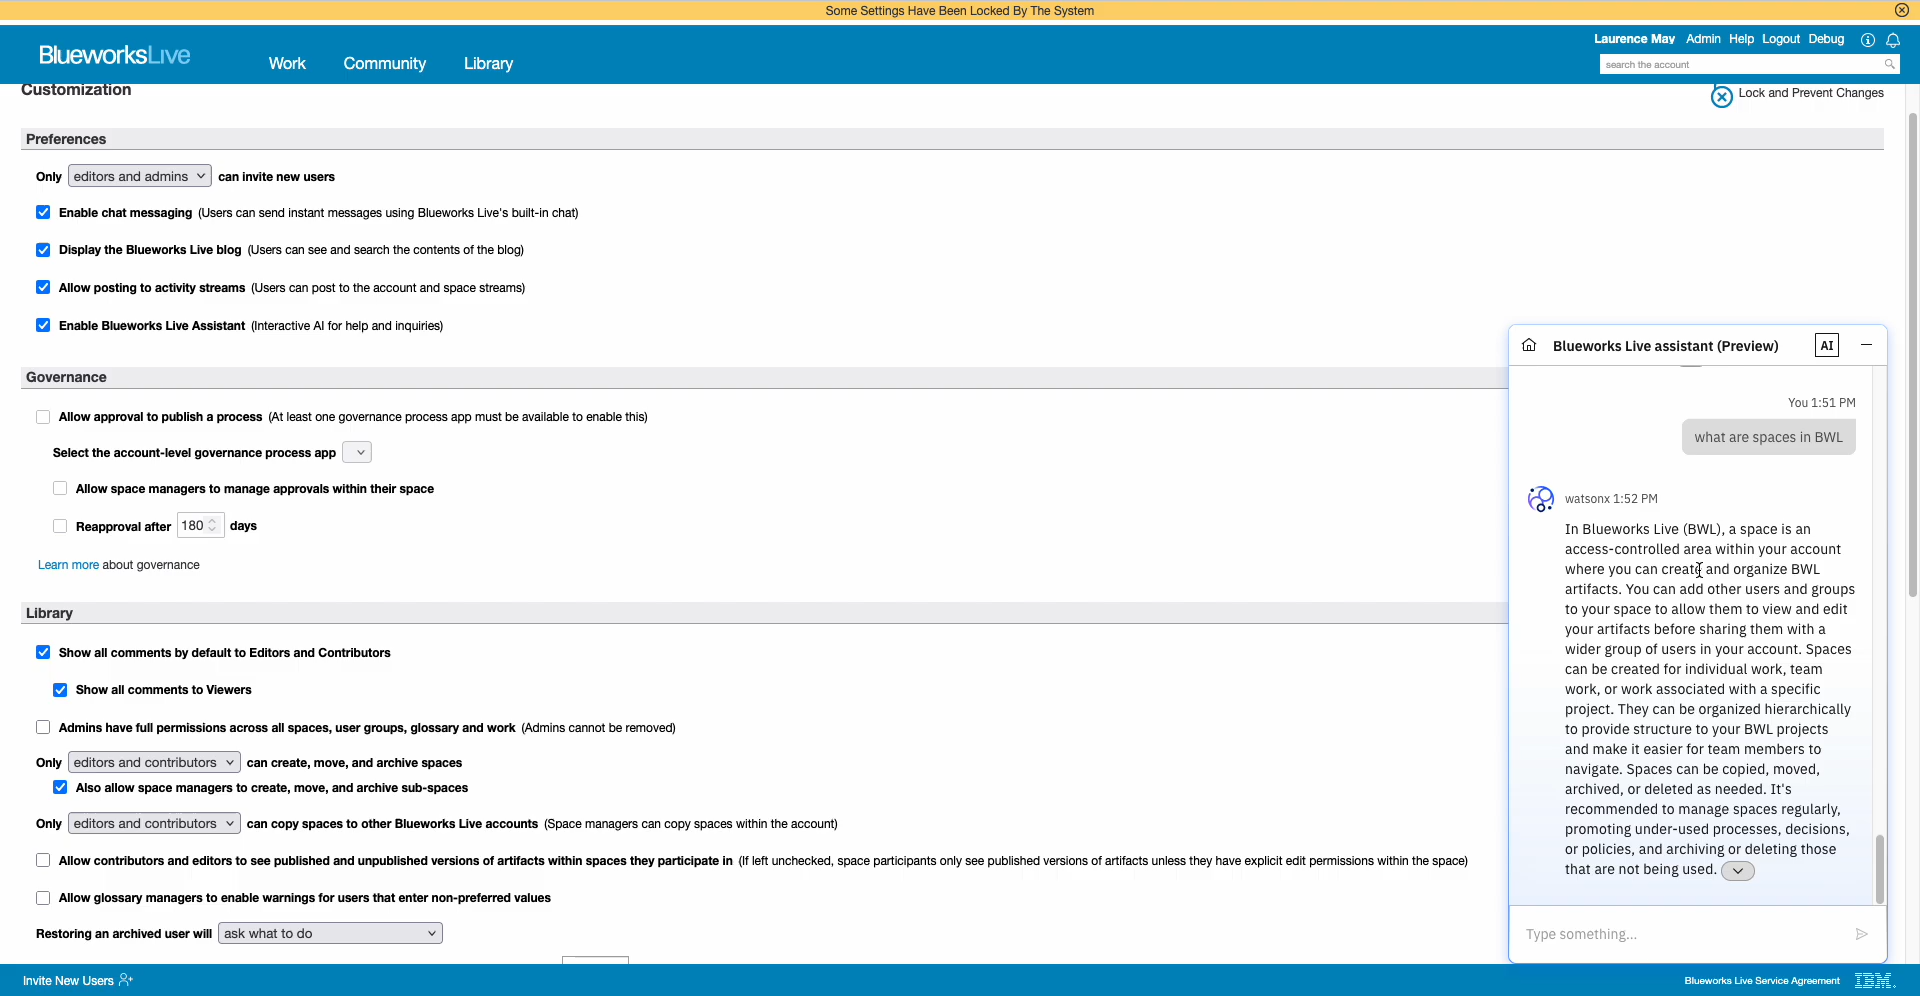 Some Settings Have Been Locked By The System
BlueworksLive
Work Community Library
Laurence May Admin Help Logout Debug
search the account
Customization
Lock and Prevent Changes
Preferences
Only editors and admins can invite new users
Enable chat messaging (Users can send instant messages using Blueworks Live's built-in chat)
Display the Blueworks Live blog (Users can see and search the contents of the blog)
Allow posting to activity streams (Users can post to the account and space streams)
Enable Blueworks Live Assistant (Interactive AI for help and inquiries)
Governance
Allow approval to publish a process (At least one governance process app must be available to enable this)
Select the account-level governance process app
Allow space managers to manage approvals within their space
Reapproval after 180 days
Learn more about governance
Library
Show all comments by default to Editors and Contributors
Show all comments to Viewers
Admins have full permissions across all spaces, user groups, glossary and work (Admins cannot be removed)
Only editors and contributors can create, move, and archive spaces
Also allow space managers to create, move, and archive sub-spaces
Only editors and contributors can copy spaces to other Blueworks Live accounts (Space managers can copy spaces within the account)
Allow contributors and editors to see published and unpublished versions of artifacts within spaces they participate in (If left unchecked, space participants only see published versions of artifacts unless they have explicit edit permissions within the space)
Allow glossary managers to enable warnings for users that enter non-preferred values
Restoring an archived user will ask what to do
Blueworks Live assistant (Preview) AI
You 1:51 PM
what are spaces in BWL
watsonx 1:52 PM
In Blueworks Live (BWL), a space is an
access-controlled area within your account
where you can create and organize BWL
artifacts. You can add other users and groups
to your space to allow them to view and edit
your artifacts before sharing them with a
wider group of users in your account. Spaces
can be created for individual work, team
work, or work associated with a specific
project. They can be organized hierarchically
to provide structure to your BWL projects
and make it easier for team members to
navigate. Spaces can be copied, moved,
archived, or deleted as needed. It's
recommended to manage spaces regularly,
promoting under-used processes, decisions,
or policies, and archiving or deleting those
that are not being used.
Type something...
Invite New Users
Blueworks Live Service Agreement
IBM